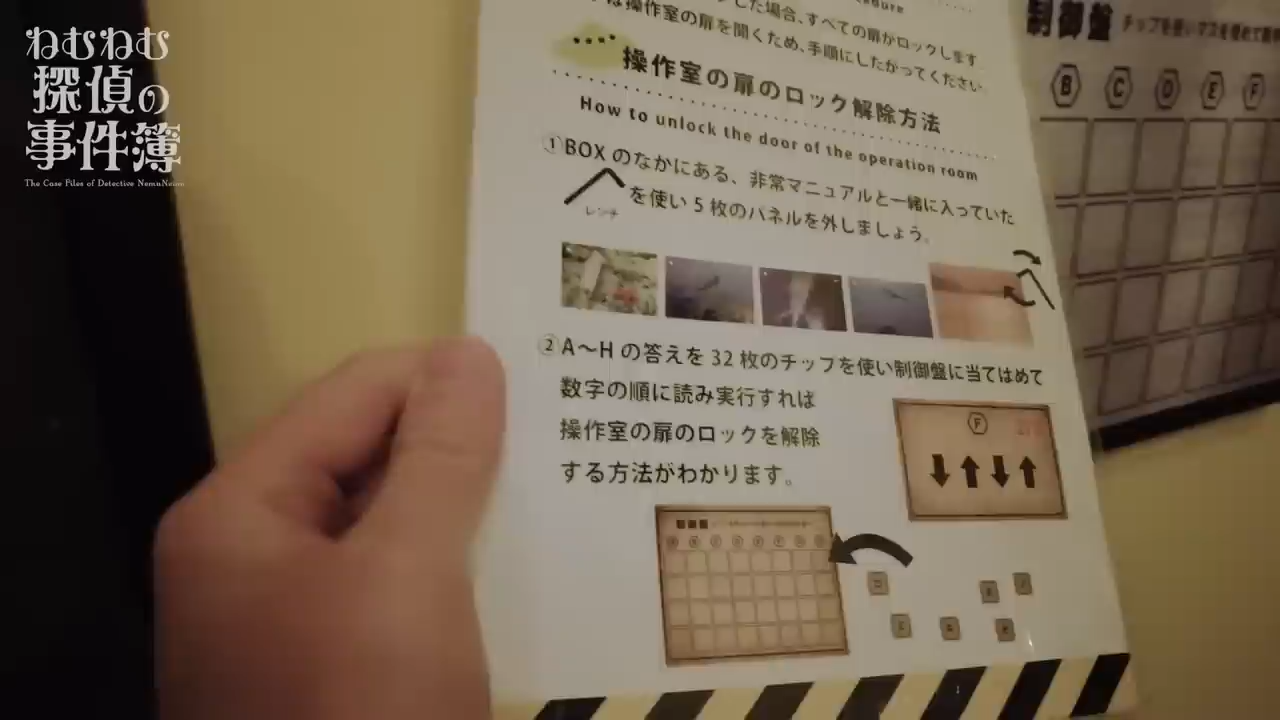 ねむねむ
探偵の
事件簿
The Case Files of Detective NemuNemu
した場合、すべての扉がロックします
は操作室の扉を開くため、手順にしたがってください。
操作室の扉のロック解除方法
How to unlock the door of the operation room
①BOX のなかにある、非常マニュアルと一緒に入っていた
レンチ
を使い 5 枚のパネルを外しましょう。
②A〜H の答えを 32 枚のチップを使い制御盤に当てはめて
数字の順に読み実行すれば
操作室の扉のロックを解除
する方法がわかります。
F
制御盤
B C D E F